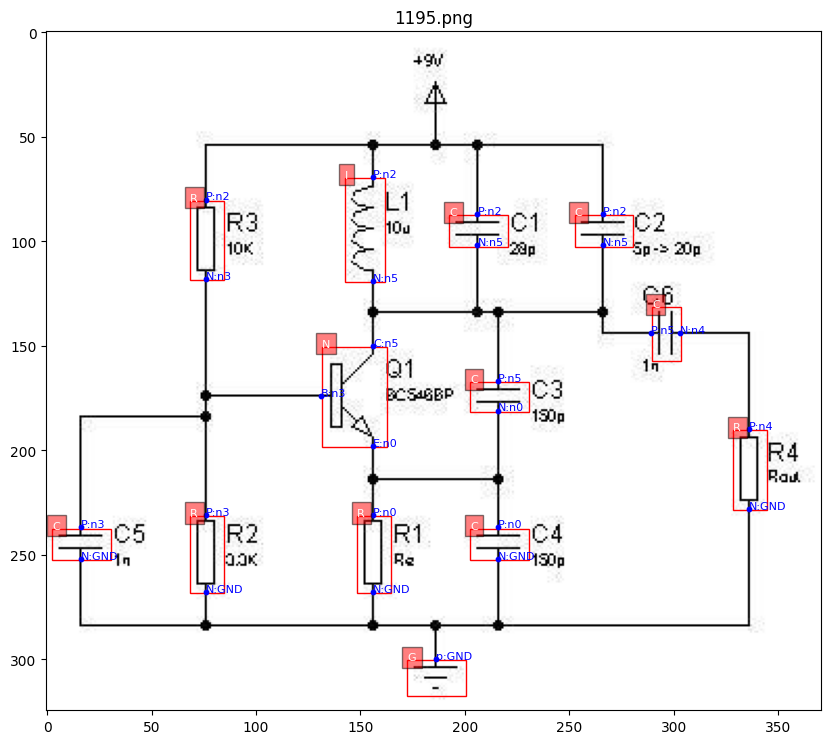 1195.png
+9V
R
P:n2
R3
10K
N:n3
L
P:n2
L1
10u
N:n5
C
P:n2
C1
N:n5
C
P:n2
C2
5p-> 20p
N:n5
C6
C
P:n5
N:n4
1n
N
C:n5
Q1
B:n3
BC546BP
E:n0
C
P:n5
C3
N:n0
150p
R
P:n4
R4
Rout
N:GND
C
P:n3
C5
N:GND
1n
R
P:n3
R2
3.3K
N:GND
R
P:n0
R1
N:GND
C
P:n0
C4
N:GND
150p
G
p:GND
0
50
100
150
200
250
300
0
50
100
150
200
250
300
350